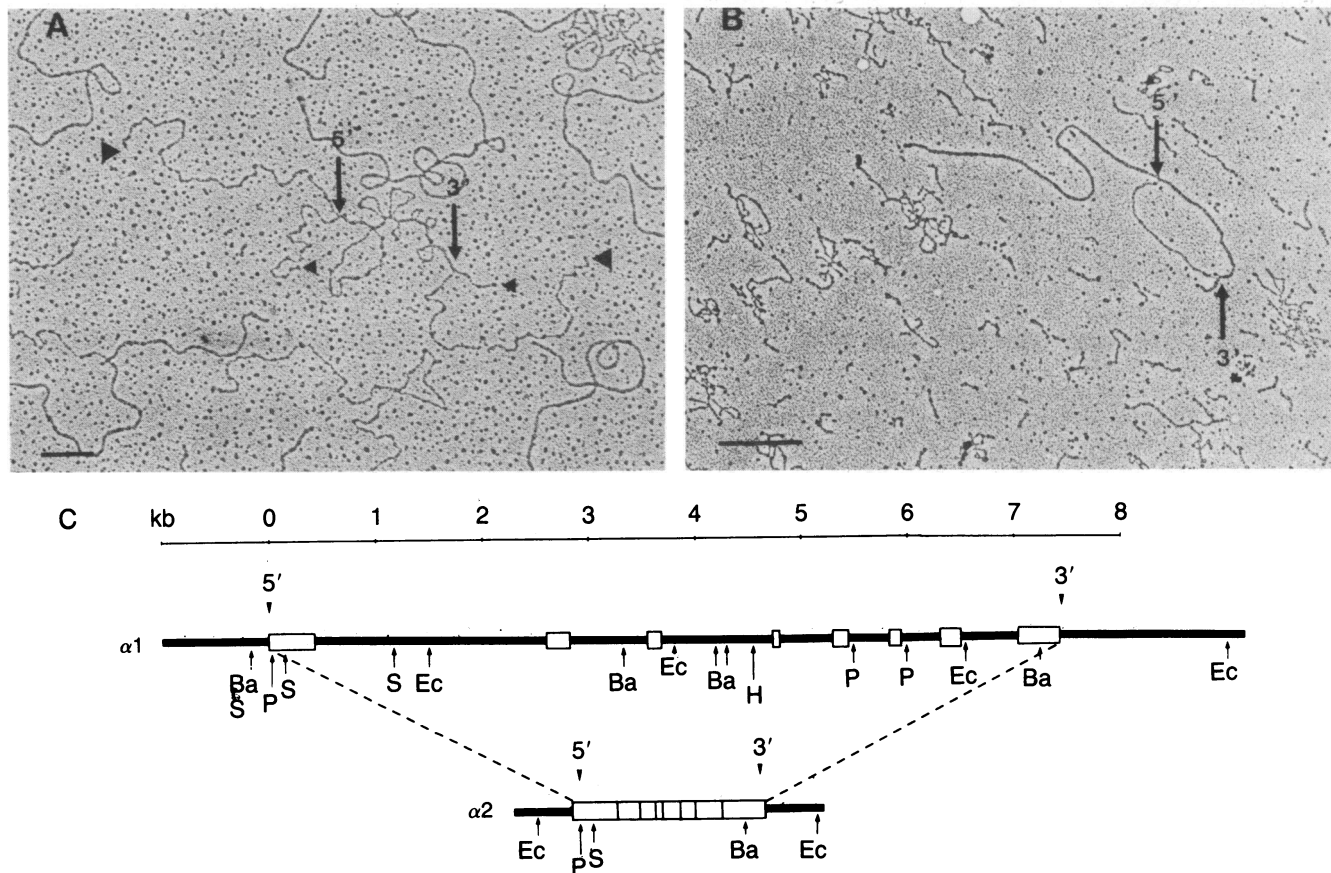 A
B
5'
3'
5'
3'
C kb 0 1 2 3 4 5 6 7 8
5' 3'
α1
Ba S P S S Ec Ba Ec Ba H P P Ec Ba Ec
5' 3'
α2
Ec P S Ba Ec